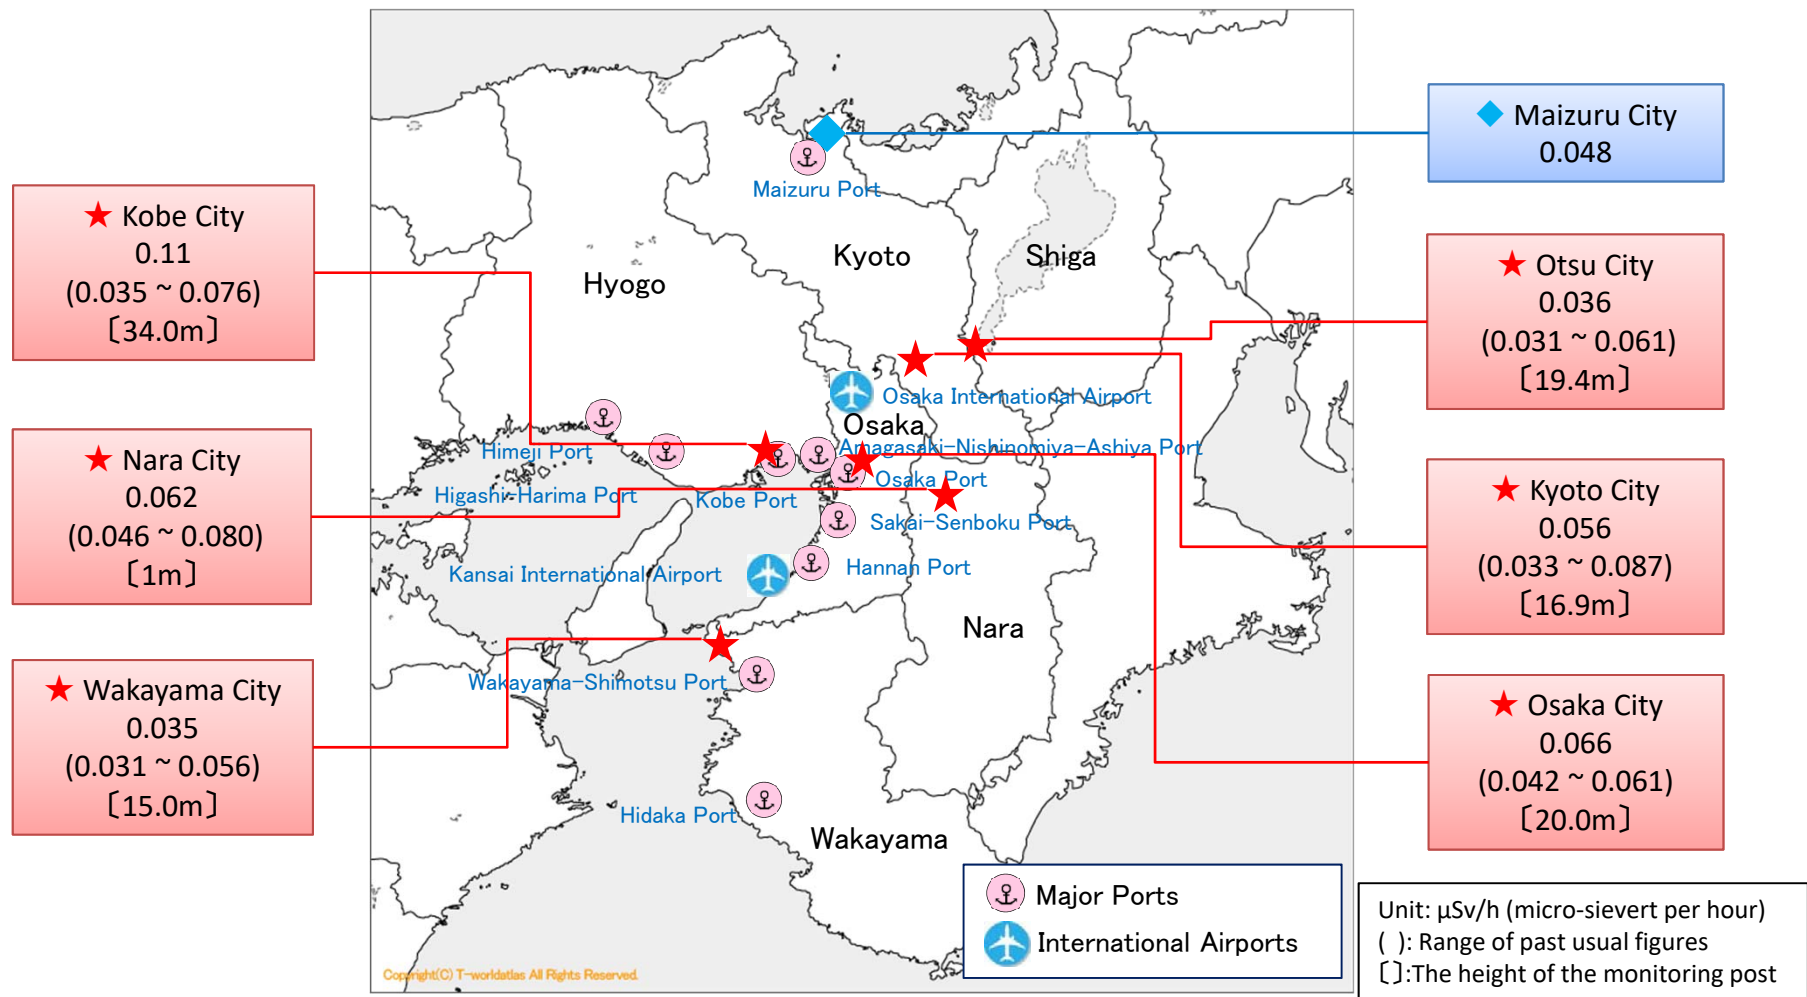 Maizuru City
0.048
Maizuru Port
Kobe City
0.11
(0.035 ~ 0.076)
〔34.0m〕
Kyoto
Shiga
Hyogo
Otsu City
0.036
(0.031 ~ 0.061)
〔19.4m〕
Osaka International Airport
Osaka
Amagasaki-Nishinomiya-Ashiya Port
Himeji Port
Nara City
0.062
(0.046 ~ 0.080)
〔1m〕
Osaka Port
Higashi-Harima Port
Kobe Port
Sakai-Senboku Port
Kyoto City
0.056
(0.033 ~ 0.087)
〔16.9m〕
Kansai International Airport
Hannan Port
Nara
Wakayama-Shimotsu Port
Wakayama City
0.035
(0.031 ~ 0.056)
〔15.0m〕
Osaka City
0.066
(0.042 ~ 0.061)
〔20.0m〕
Hidaka Port
Wakayama
Major Ports
International Airports
Unit: μSv/h (micro-sievert per hour)
( ): Range of past usual figures
〔〕:The height of the monitoring post
Copyright(C) T-worldatlas All Rights Reserved.